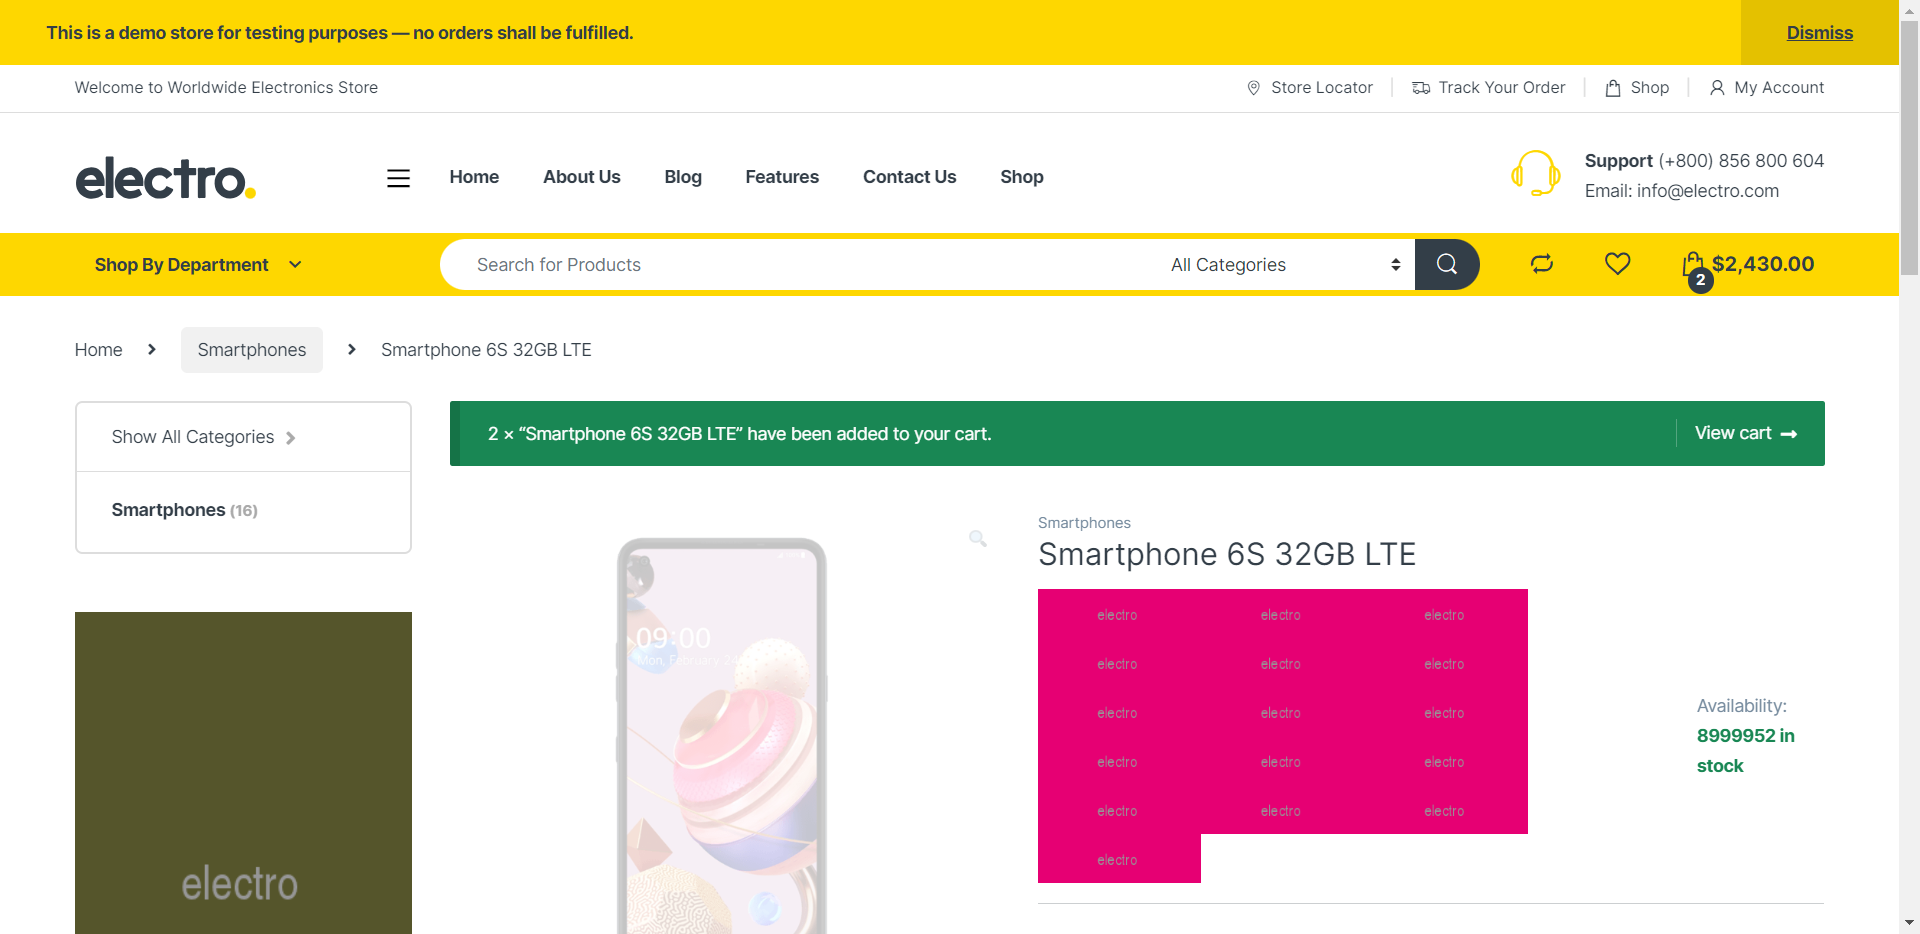 This is a demo store for testing purposes — no orders shall be fulfilled.
Dismiss
Welcome to Worldwide Electronics Store
Store Locator
Track Your Order
Shop
My Account
electro.
Home
About Us
Blog
Features
Contact Us
Shop
Support (+800) 856 800 604
Email: info@electro.com
Shop By Department
Search for Products
All Categories
2
$2,430.00
Home
Smartphones
Smartphone 6S 32GB LTE
Show All Categories
Smartphones (16)
2 × “Smartphone 6S 32GB LTE” have been added to your cart.
View cart
electro
09:00
Mon, February 24
Smartphones
Smartphone 6S 32GB LTE
electro electro electro
electro electro electro
electro electro electro
electro electro electro
electro electro electro
electro
Availability:
8999952 in
stock